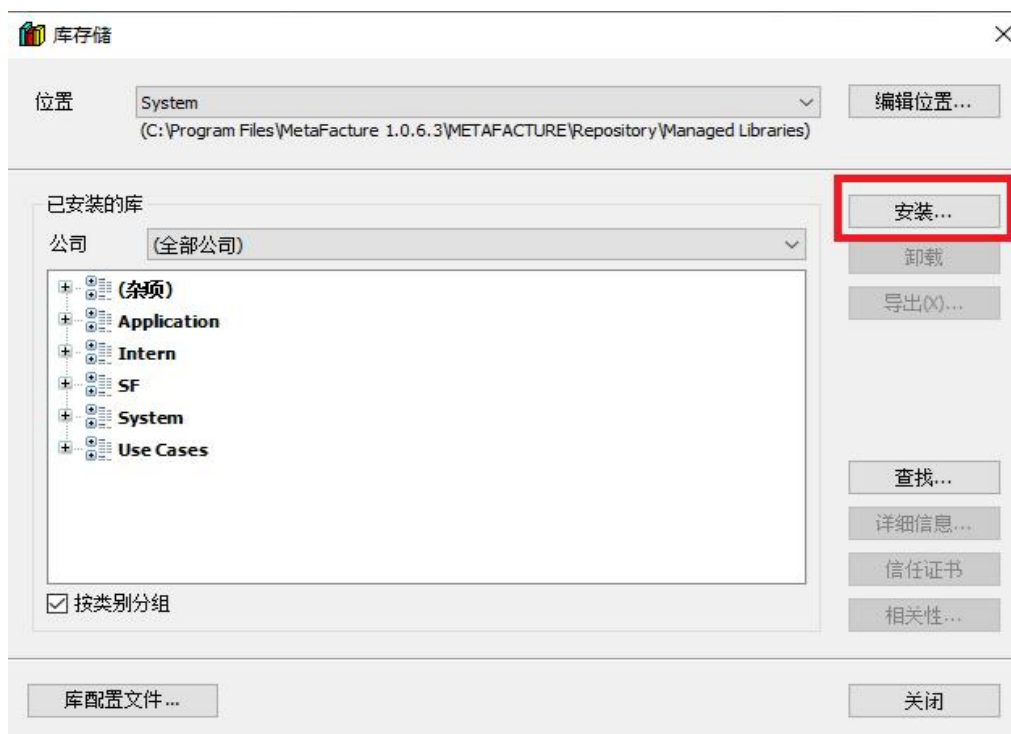 库存储
位置
System
编辑位置...
(C:\Program Files\MetaFacture 1.0.6.3\METAFACTURE\Repository\Managed Libraries)
已安装的库
安装...
公司
(全部公司)
卸载
(杂项)
导出(X)...
Application
Intern
SF
System
Use Cases
查找...
详细信息...
信任证书
按类别分组
相关性...
库配置文件...
关闭